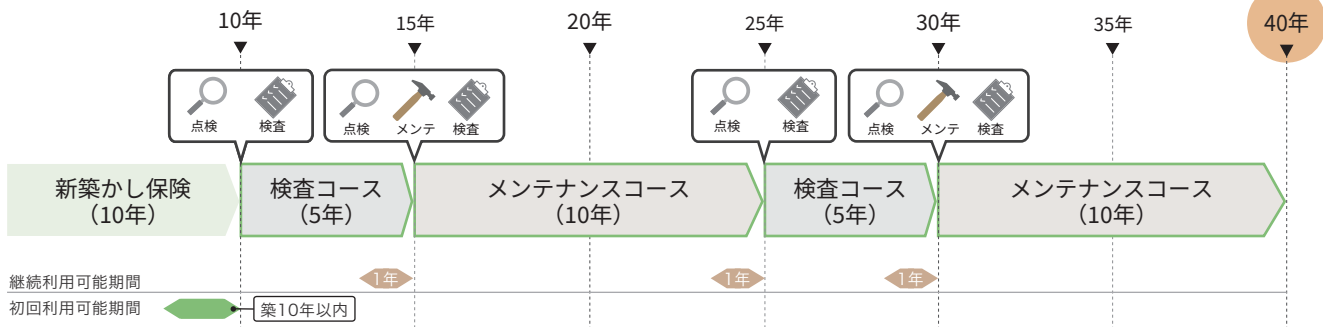 10年
15年
20年
25年
30年
35年
40年
点検
検査
点検
メンテ
検査
点検
検査
点検
メンテ
検査
新築かし保険
（10年）
検査コース
（5年）
メンテナンスコース
（10年）
検査コース
（5年）
メンテナンスコース
（10年）
継続利用可能期間
1年
1年
1年
初回利用可能期間
築10年以内